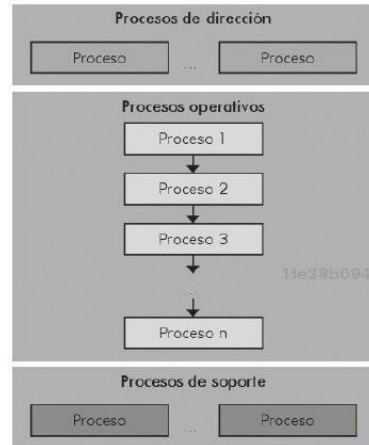 Procesos de dirección
Proceso ... Proceso
Procesos operativos
Proceso 1
Proceso 2
Proceso 3
...
Proceso n
Procesos de soporte
Proceso ... Proceso